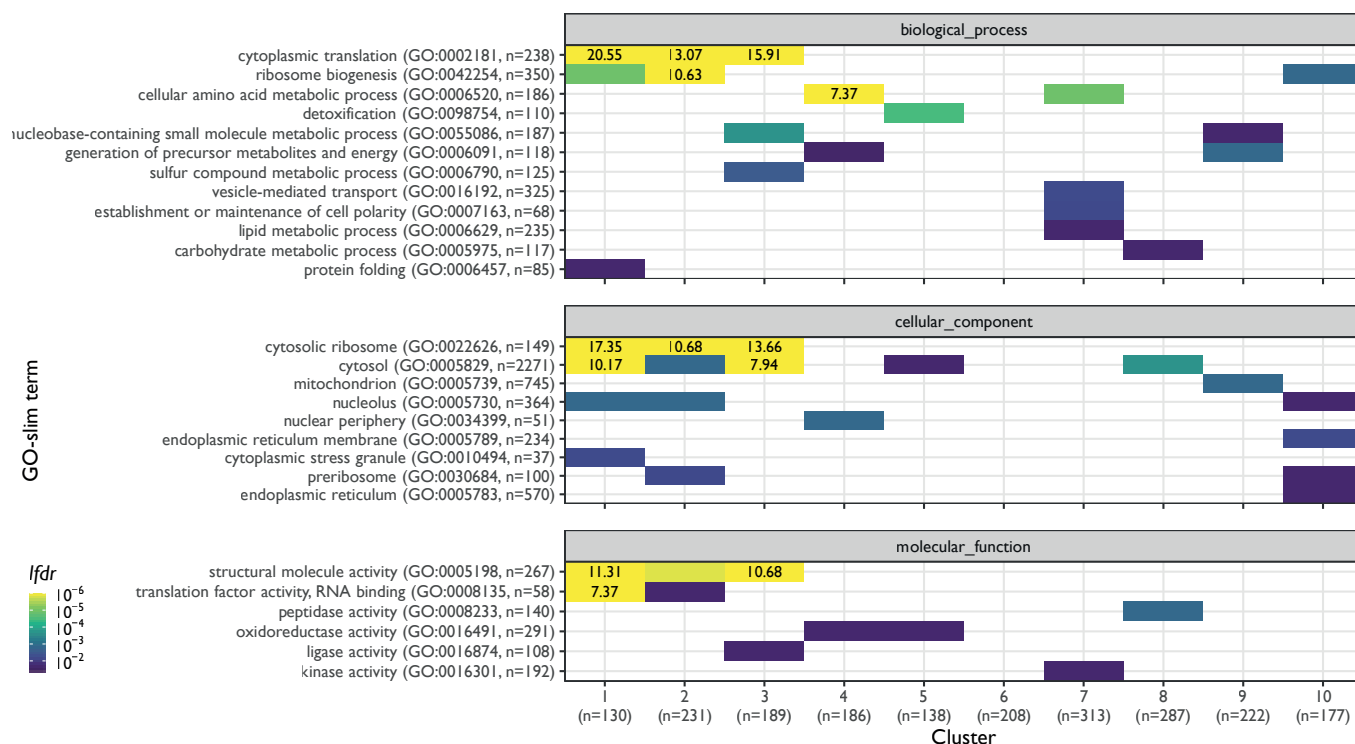 biological_process
cytoplasmic translation (GO:0002181, n=238) 20.55 13.07 15.91
ribosome biogenesis (GO:0042254, n=350) 10.63
cellular amino acid metabolic process (GO:0006520, n=186) 7.37
detoxification (GO:0098754, n=110)
nucleobase-containing small molecule metabolic process (GO:0055086, n=187)
generation of precursor metabolites and energy (GO:0006091, n=118)
sulfur compound metabolic process (GO:0006790, n=125)
vesicle-mediated transport (GO:0016192, n=325)
establishment or maintenance of cell polarity (GO:0007163, n=68)
lipid metabolic process (GO:0006629, n=235)
carbohydrate metabolic process (GO:0005975, n=117)
protein folding (GO:0006457, n=85)
cellular_component
cytosolic ribosome (GO:0022626, n=149) 17.35 10.68 13.66
cytosol (GO:0005829, n=2271) 10.17 7.94
mitochondrion (GO:0005739, n=745)
nucleolus (GO:0005730, n=364)
nuclear periphery (GO:0034399, n=51)
endoplasmic reticulum membrane (GO:0005789, n=234)
cytoplasmic stress granule (GO:0010494, n=37)
preribosome (GO:0030684, n=100)
endoplasmic reticulum (GO:0005783, n=570)
GO-slim term
molecular_function
structural molecule activity (GO:0005198, n=267) 11.31 10.68
translation factor activity, RNA binding (GO:0008135, n=58) 7.37
peptidase activity (GO:0008233, n=140)
oxidoreductase activity (GO:0016491, n=291)
ligase activity (GO:0016874, n=108)
kinase activity (GO:0016301, n=192)
lfdr
10⁻⁶
10⁻⁵
10⁻⁴
10⁻³
10⁻²
1 2 3 4 5 6 7 8 9 10
(n=130) (n=231) (n=189) (n=186) (n=138) (n=208) (n=313) (n=287) (n=222) (n=177)
Cluster